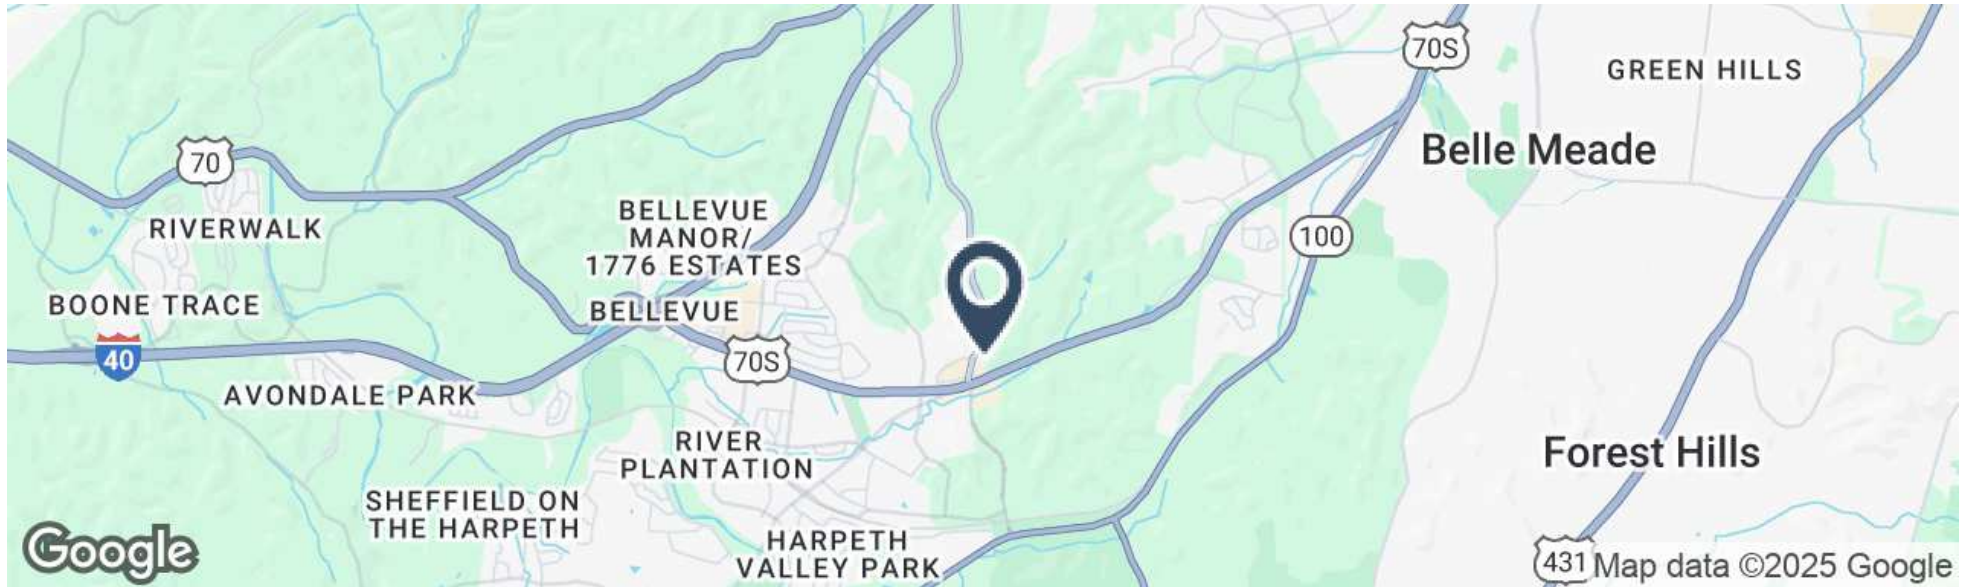 70S
GREEN HILLS
Belle Meade
70
RIVERWALK
BELLEVUE
MANOR/
1776 ESTATES
100
BOONE TRACE
BELLEVUE
40
70S
AVONDALE PARK
RIVER
PLANTATION
Forest Hills
SHEFFIELD ON
THE HARPETH
HARPETH
VALLEY PARK
Google
431
Map data ©2025 Google